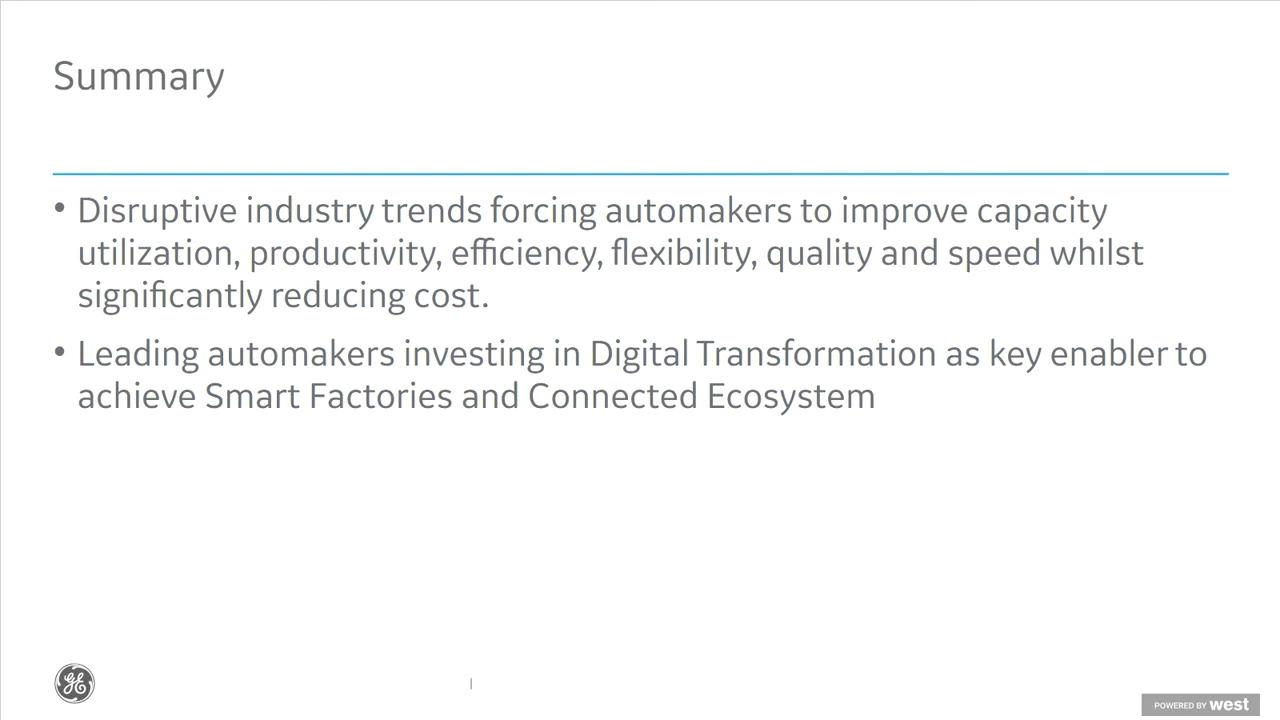 Summary
• Disruptive industry trends forcing automakers to improve capacity
utilization, productivity, efficiency, flexibility, quality and speed whilst
significantly reducing cost.
• Leading automakers investing in Digital Transformation as key enabler to
achieve Smart Factories and Connected Ecosystem
GE
|
POWERED BY west